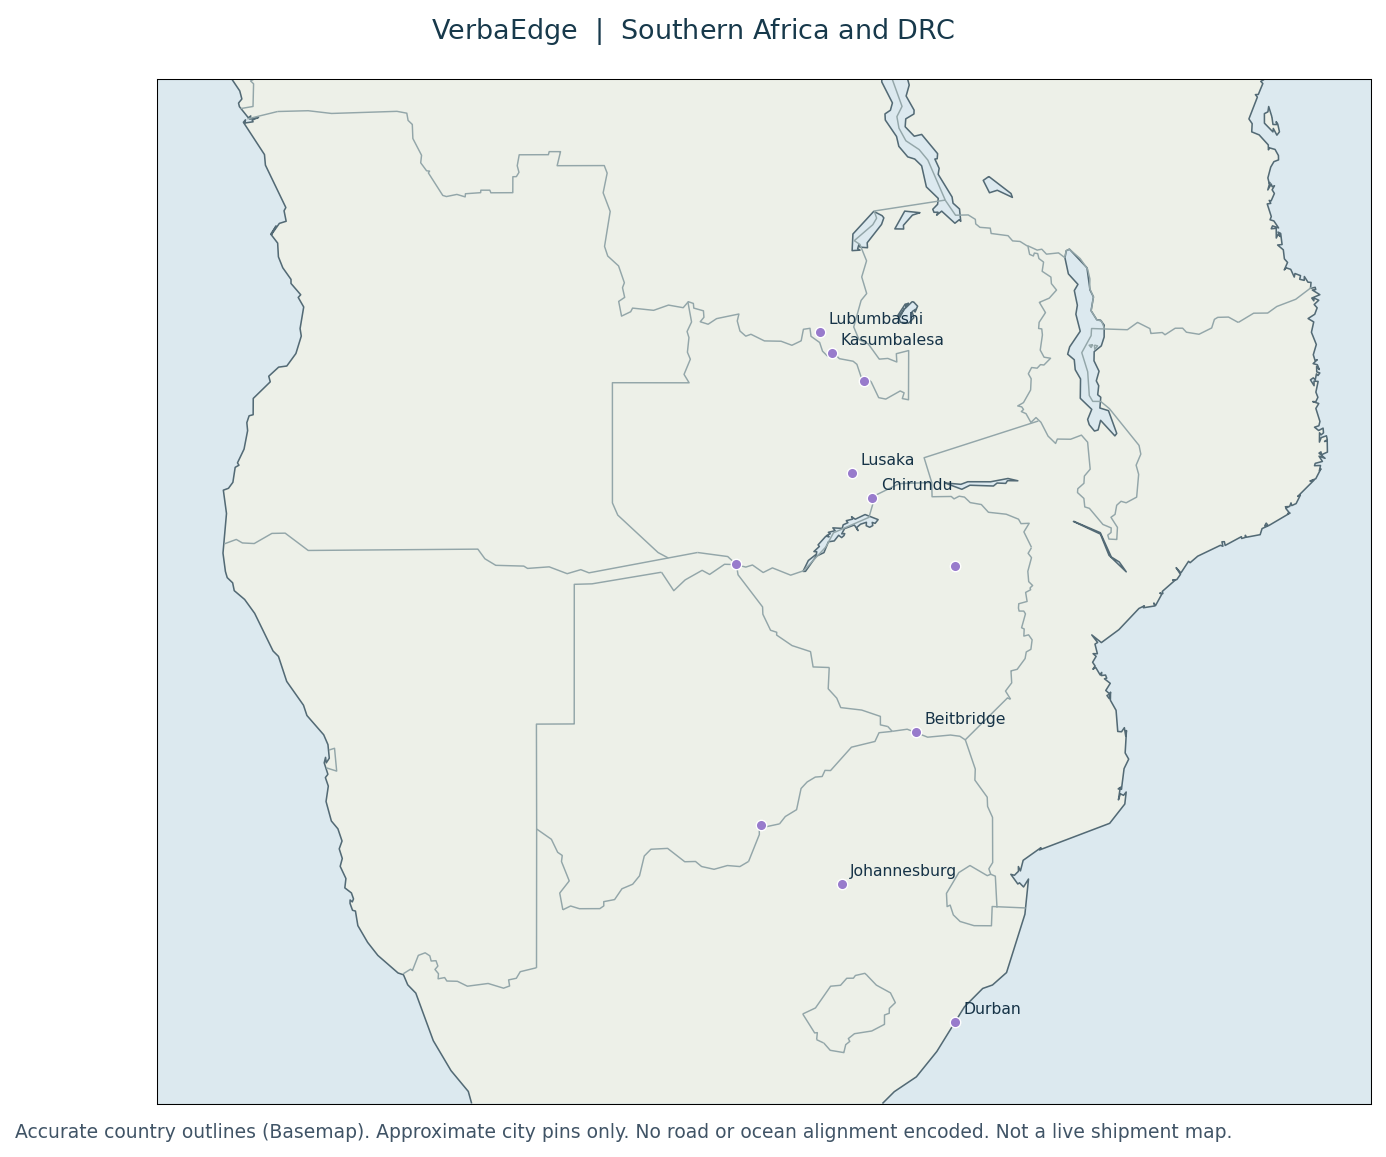 VerbaEdge | Southern Africa and DRC
Lubumbashi
Kasumbalesa
Lusaka
Chirundu
Beitbridge
Johannesburg
Durban
Accurate country outlines (Basemap). Approximate city pins only. No road or ocean alignment encoded. Not a live shipment map.